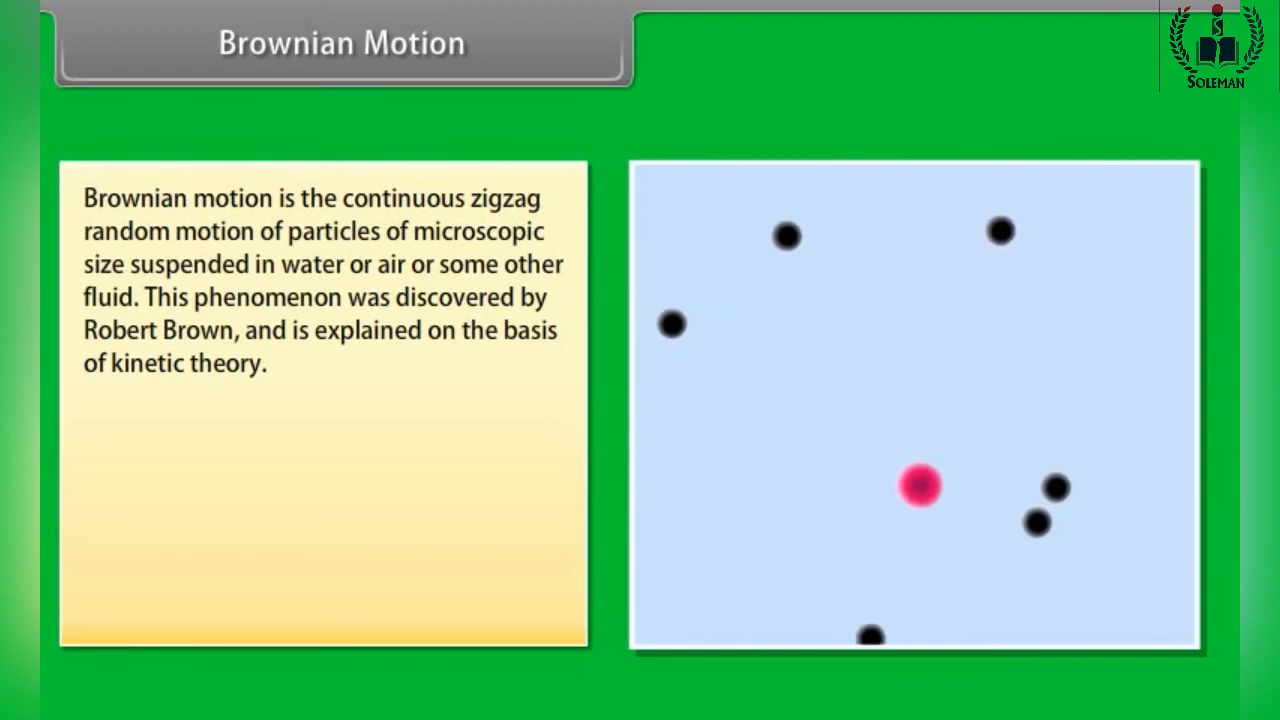 Brownian Motion
SOLEMAN
Brownian motion is the continuous zigzag
random motion of particles of microscopic
size suspended in water or air or some other
fluid. This phenomenon was discovered by
Robert Brown, and is explained on the basis
of kinetic theory.